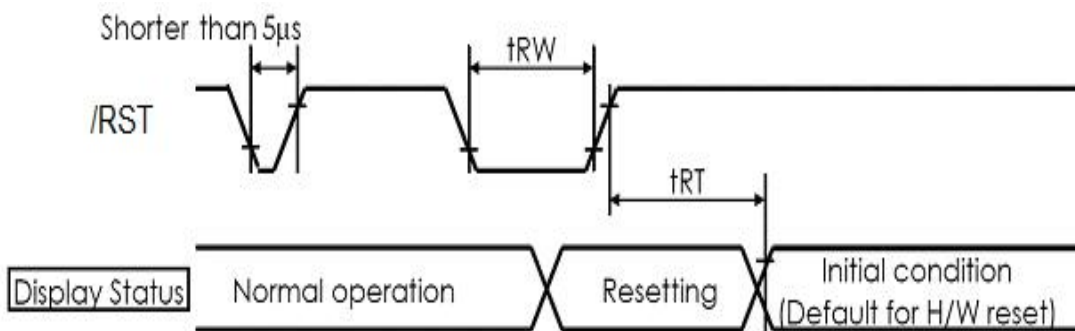 Shorter than 5μs
tRW
/RST
tRT
Display Status
Normal operation
Resetting
Initial condition
(Default for H/W reset)